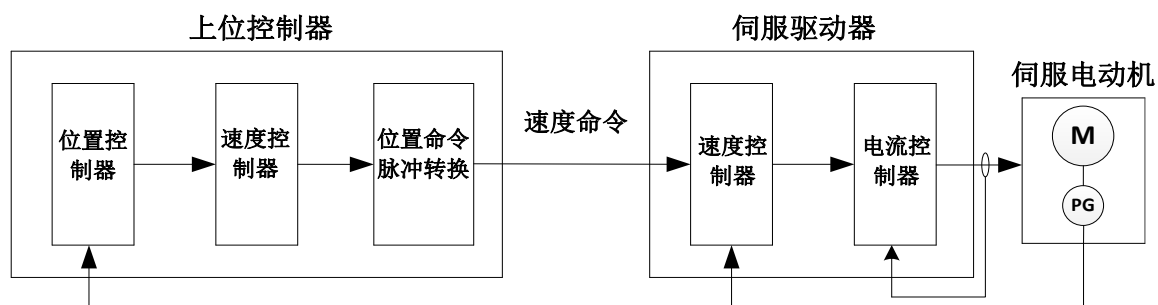 上位控制器
伺服驱动器
伺服电动机
位置控
制器
速度控
制器
位置命令
脉冲转换
速度命令
速度控
制器
电流控
制器
M
PG